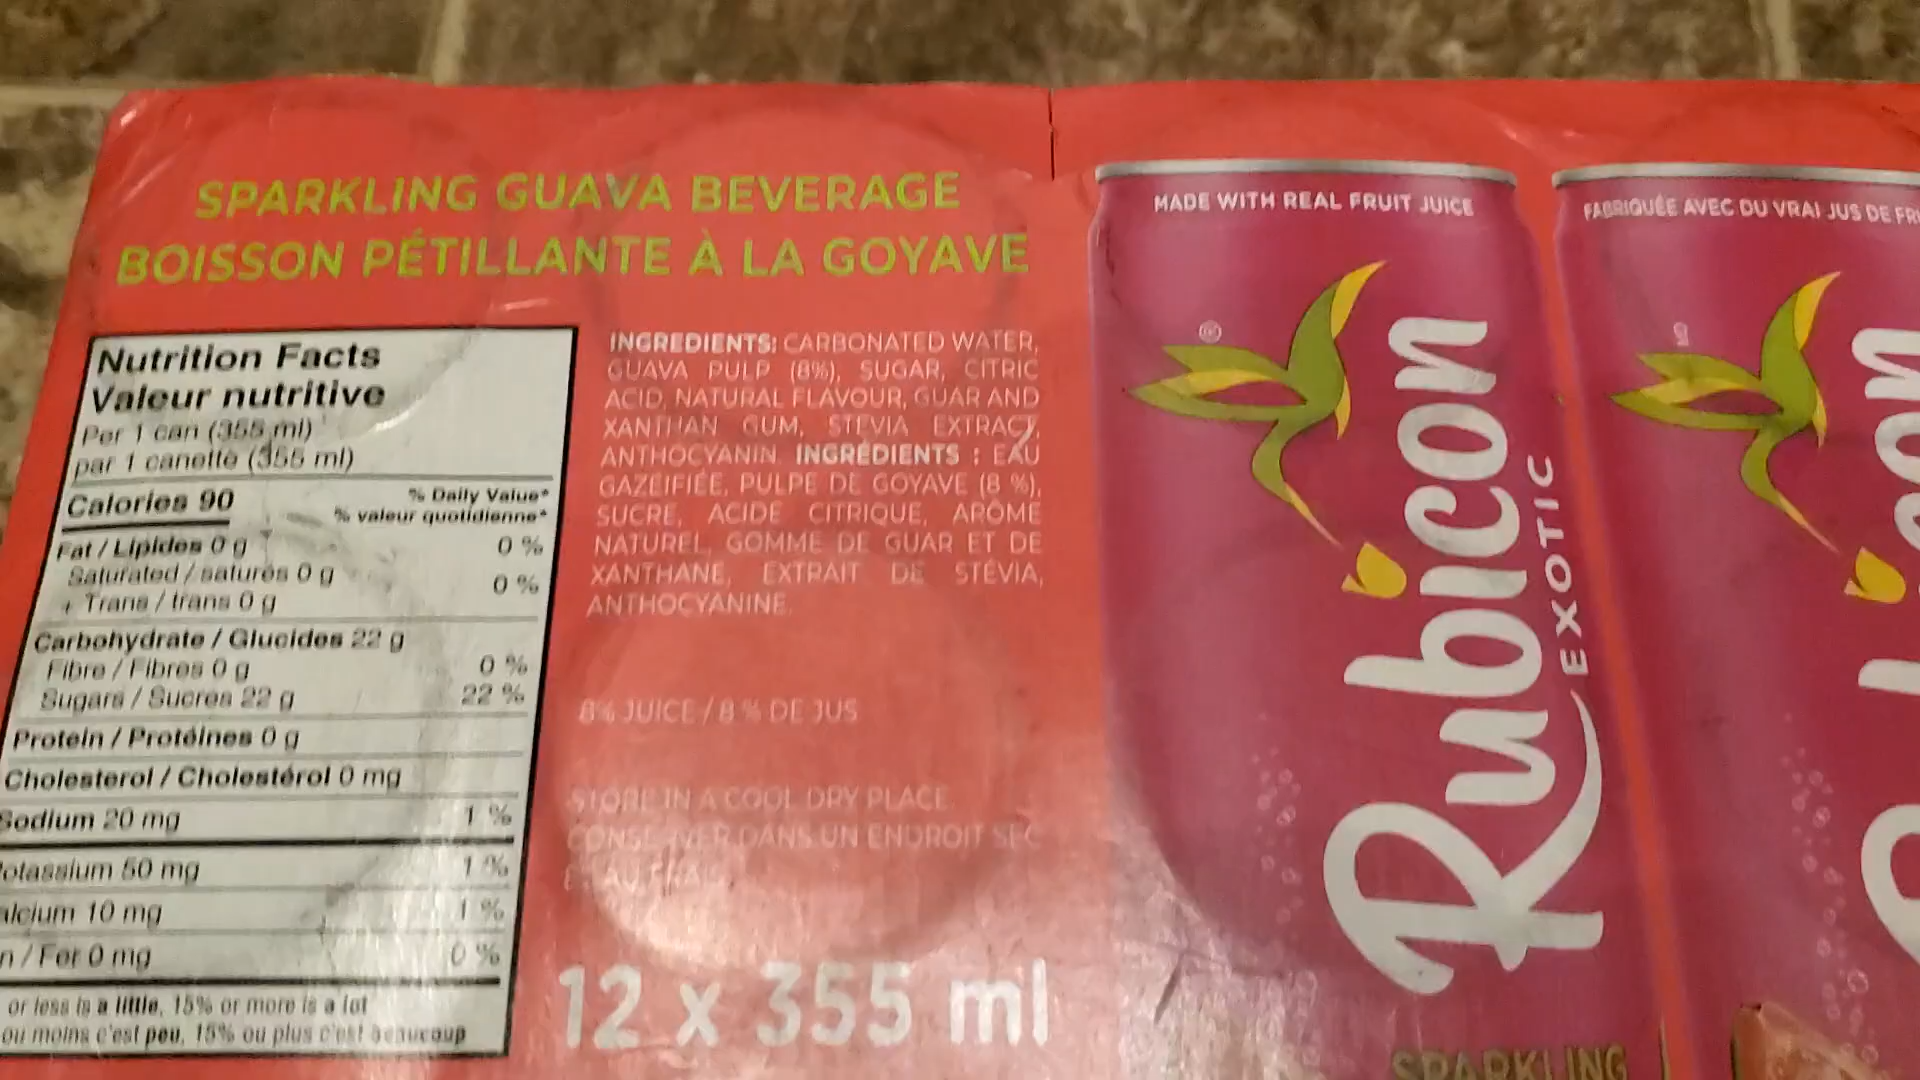 SPARKLING GUAVA BEVERAGE
BOISSON PÉTILLANTE À LA GOYAVE
Nutrition Facts
Valeur nutritive
Per 1 can (355 ml)
par 1 canette (355 ml)
Calories 90
% Daily Value*
% valeur quotidienne*
Fat / Lipides 0 g 0 %
Saturated / saturés 0 g
+ Trans / trans 0 g 0 %
Carbohydrate / Glucides 22 g
Fibre / Fibres 0 g 0 %
Sugars / Sucres 22 g 22 %
Protein / Protéines 0 g
Cholesterol / Cholestérol 0 mg
Sodium 20 mg 1 %
Potassium 50 mg 1 %
alcium 10 mg 1 %
n / Fer 0 mg 0 %
or less is a little, 15% or more is a lot
ou moins c'est peu, 15% ou plus c'est beaucoup
INGREDIENTS: CARBONATED WATER,
GUAVA PULP (8%), SUGAR, CITRIC
ACID, NATURAL FLAVOUR, GUAR AND
XANTHAN GUM, STEVIA EXTRACT,
ANTHOCYANIN. INGRÉDIENTS : EAU
GAZÉIFIÉE, PULPE DE GOYAVE (8 %),
SUCRE, ACIDE CITRIQUE, ARÔME
NATUREL, GOMME DE GUAR ET DE
XANTHANE, EXTRAIT DE STÉVIA,
ANTHOCYANINE.
8% JUICE / 8 % DE JUS
STORE IN A COOL DRY PLACE.
CONSERVER DANS UN ENDROIT SEC
ET FRAIS
12 x 355 ml
MADE WITH REAL FRUIT JUICE
®
Rubicon
EXOTIC
SPARKLING
FABRIQUÉE AVEC DU VRAI JUS DE FR